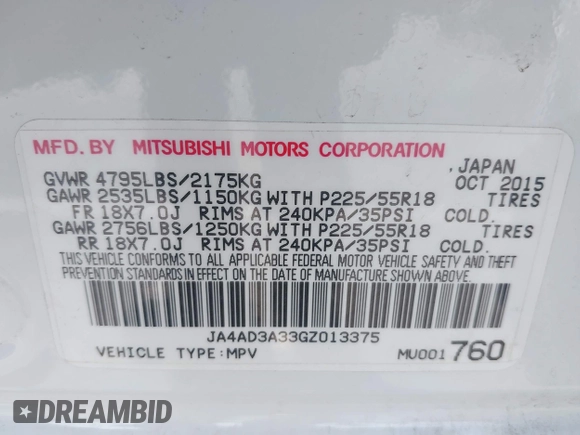 MFD. BY MITSUBISHI MOTORS CORPORATION , JAPAN
GVWR 4795LBS/2175KG OCT 2015
GAWR 2535LBS/1150KG WITH P225/55R18 TIRES
FR 18X7.0J RIMS AT 240KPA/35PSI COLD.
GAWR 2756LBS/1250KG WITH P225/55R18 TIRES
RR 18X7.0J RIMS AT 240KPA/35PSI COLD.
THIS VEHICLE CONFORMS TO ALL APPLICABLE FEDERAL MOTOR VEHICLE SAFETY AND THEFT
PREVENTION STANDARDS IN EFFECT ON THE DATE OF MANUFACTURE SHOWN ABOVE.
JA4AD3A33GZ013375
VEHICLE TYPE:MPV MU001760
DREAMBID